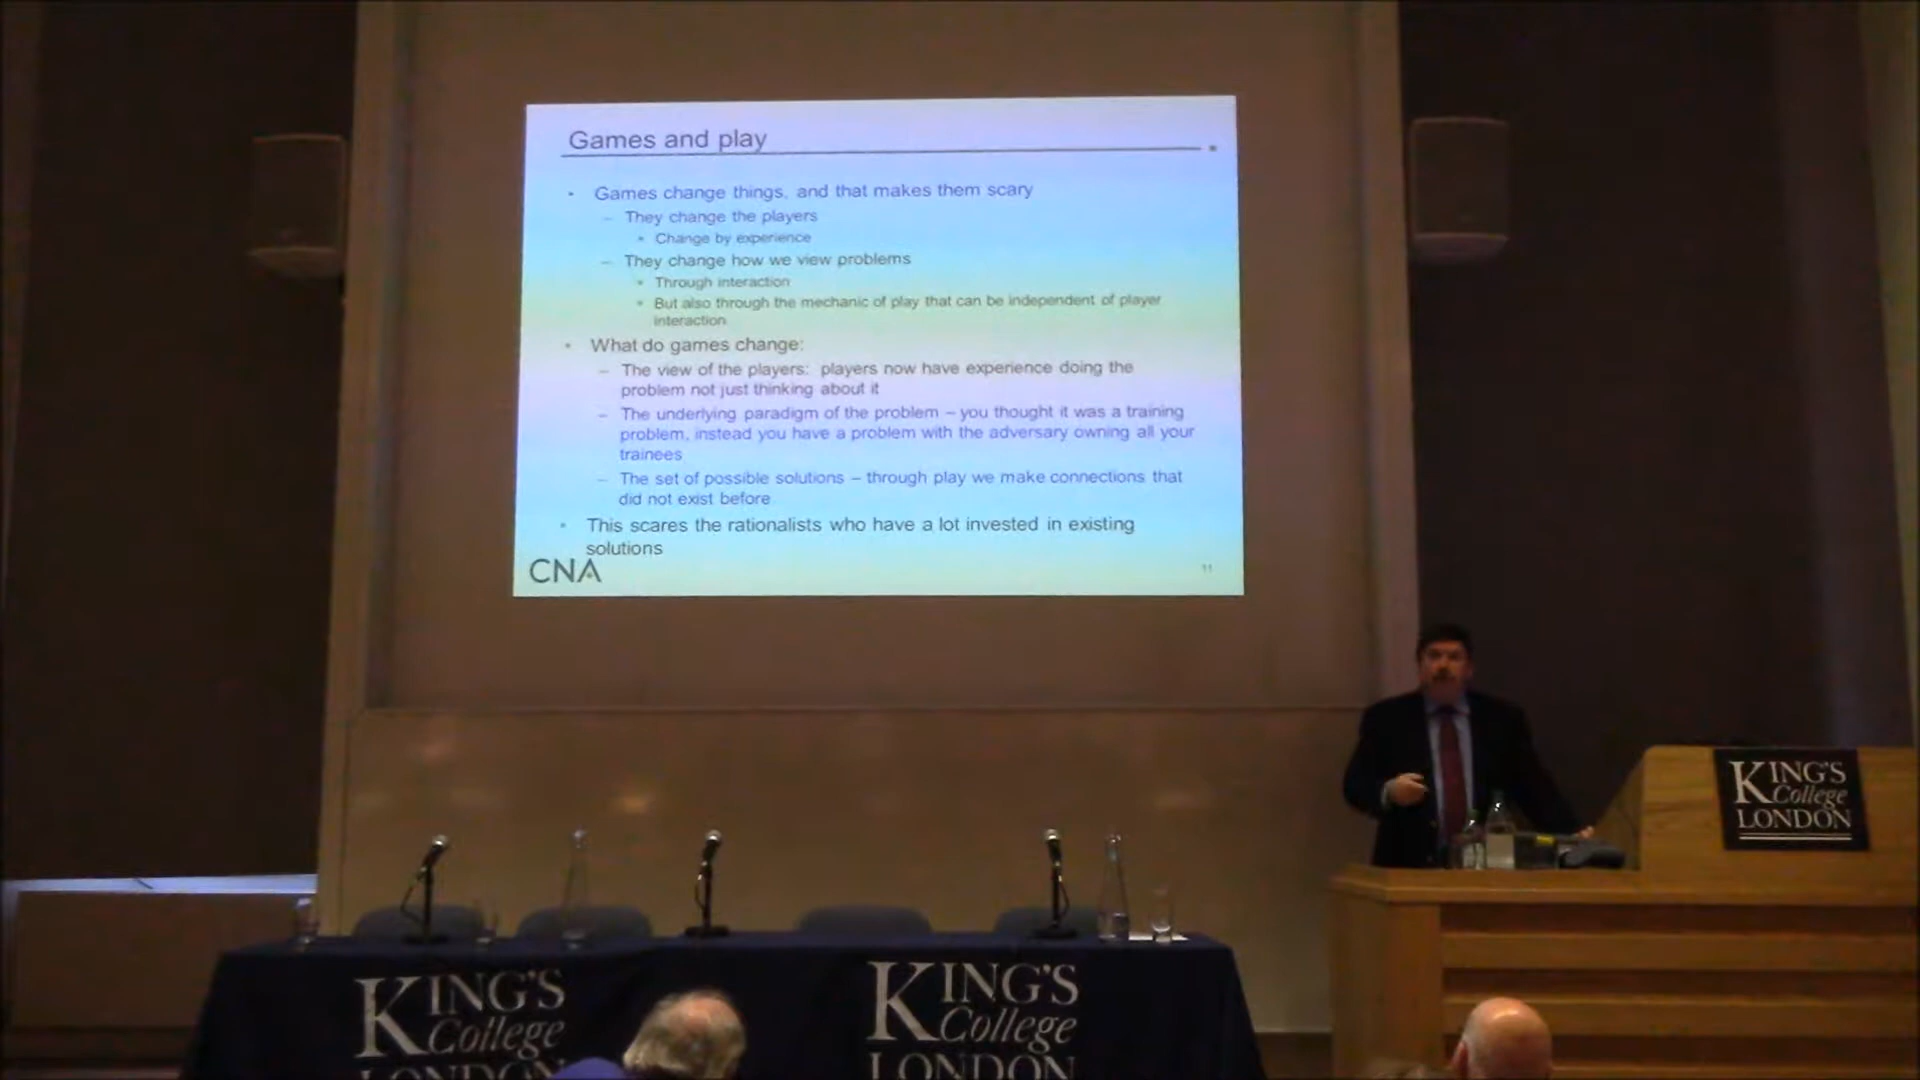 Games and play
• Games change things, and that makes them scary
– They change the players
• Change by experience
– They change how we view problems
• Through interaction
• But also through the mechanic of play that can be independent of player
interaction
• What do games change:
– The view of the players: players now have experience doing the
problem not just thinking about it
– The underlying paradigm of the problem – you thought it was a training
problem, instead you have a problem with the adversary owning all your
trainees
– The set of possible solutions – through play we make connections that
did not exist before
• This scares the rationalists who have a lot invested in existing
solutions
CNA
11
KING'S
College
LONDON
KING'S
College
LONDON
KING'S
College
LONDON